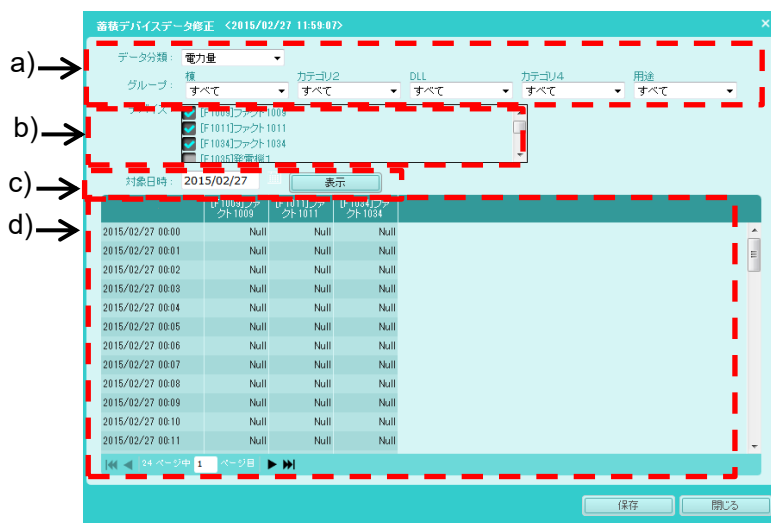 蓄積デバイスデータ修正 <2015/02/27 11:59:07>
×
a)
データ分類: 電力量
棟 カテゴリ2 DLL カテゴリ4 用途
グループ: すべて すべて すべて すべて すべて
b)
[F1009]ファクト1009
[F1011]ファクト1011
[F1034]ファクト1034
[F1035]発電機1
c)
対象日時: 2015/02/27 表示
d)
[F1009]ファクト1009 [F1011]ファクト1011 [F1034]ファクト1034
2015/02/27 00:00 Null Null Null
2015/02/27 00:01 Null Null Null
2015/02/27 00:02 Null Null Null
2015/02/27 00:03 Null Null Null
2015/02/27 00:04 Null Null Null
2015/02/27 00:05 Null Null Null
2015/02/27 00:06 Null Null Null
2015/02/27 00:07 Null Null Null
2015/02/27 00:08 Null Null Null
2015/02/27 00:09 Null Null Null
2015/02/27 00:10 Null Null Null
2015/02/27 00:11 Null Null Null
24 ページ中 1 ページ目
保存 閉じる